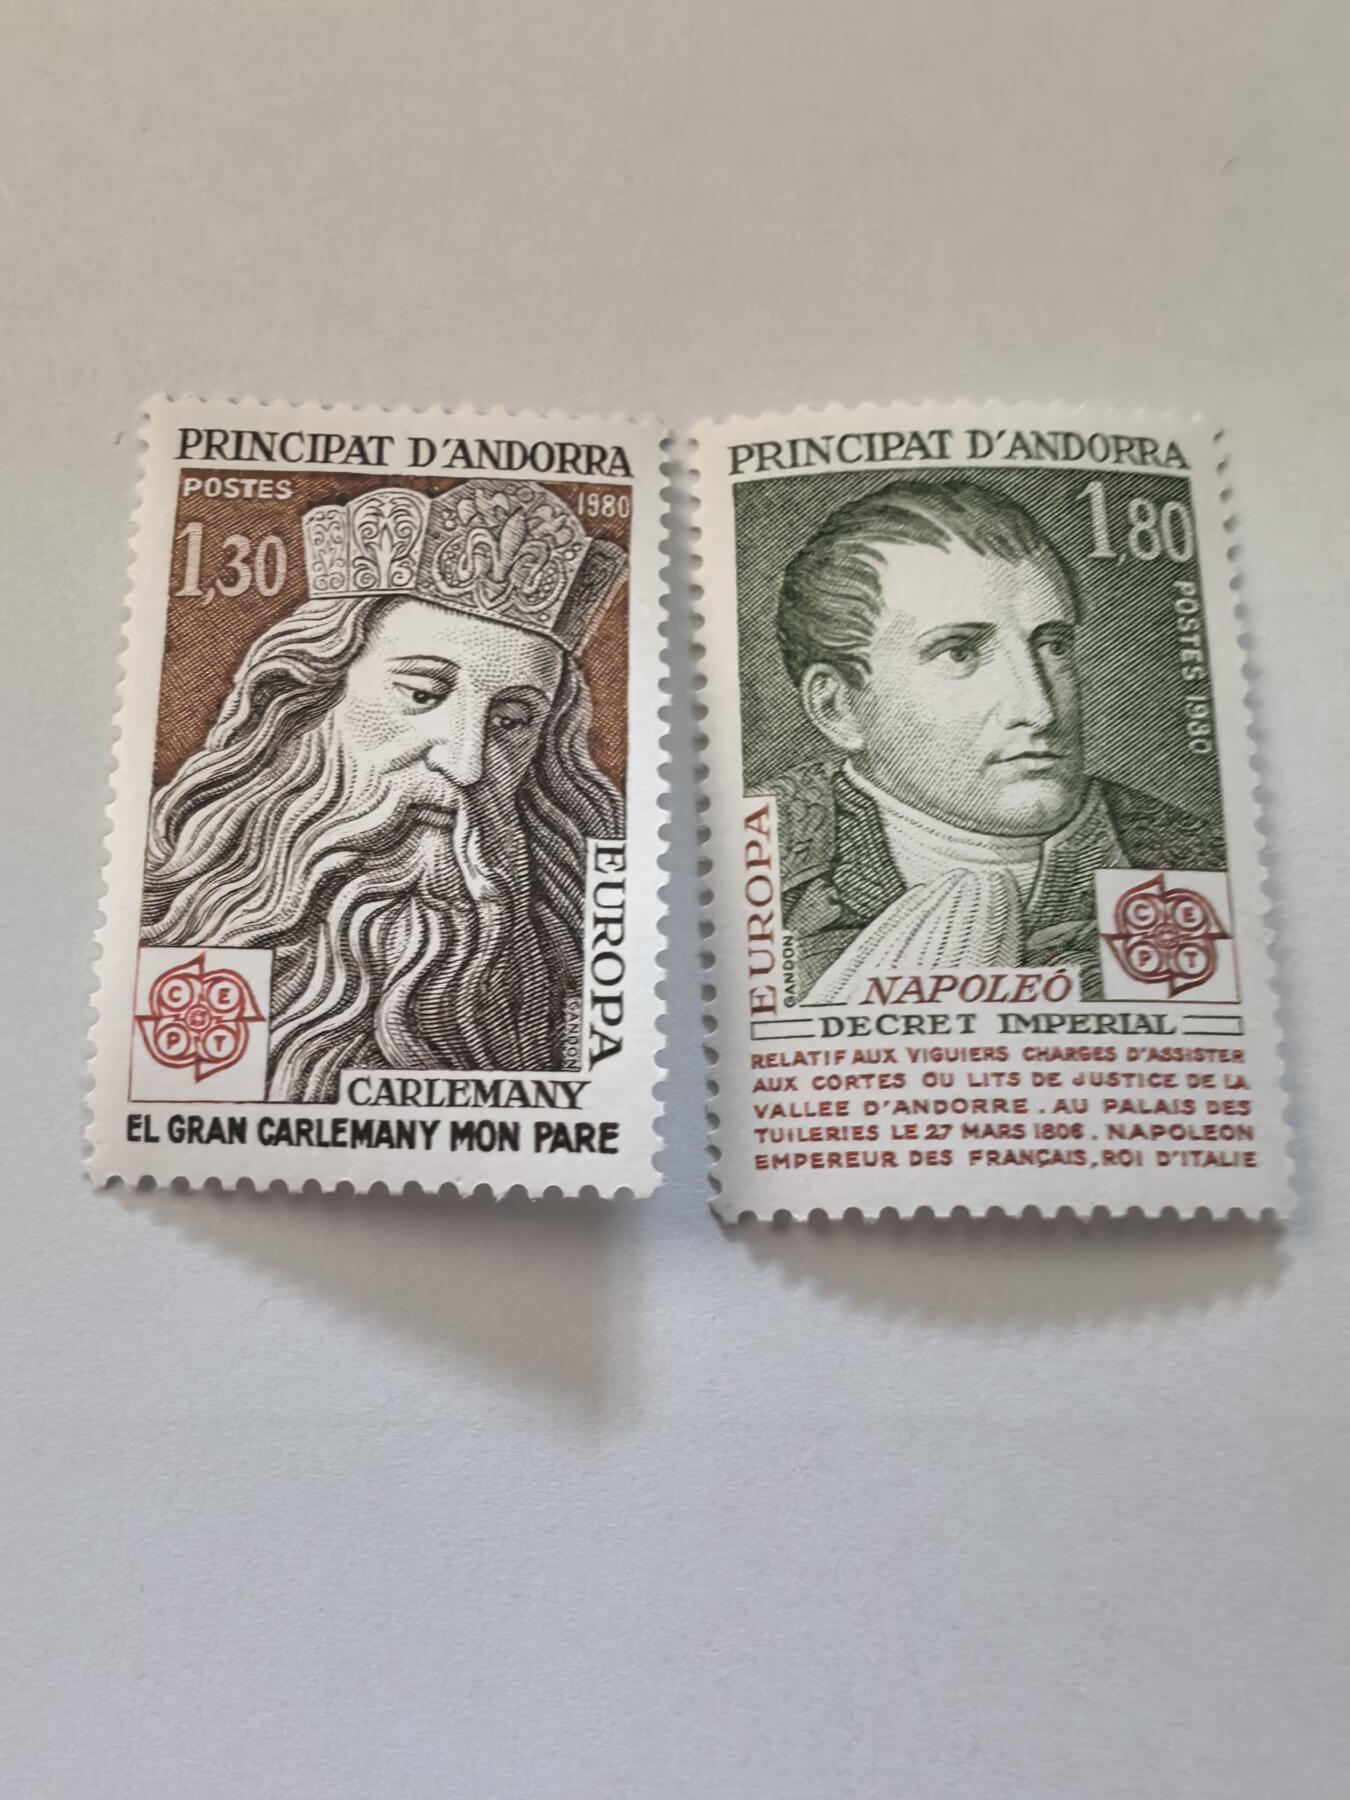 PRINCIPAT D'ANDORRA
POSTES
1980
1,30
EUROPA
GANDON
C E
P T
CARLEMANY
EL GRAN CARLEMANY MON PARE
PRINCIPAT D'ANDORRA
1,80
POSTES 1980
EUROPA
GANDON
C E
P T
NAPOLEÓ
DECRET IMPERIAL
RELATIF AUX VIGUIERS CHARGES D'ASSISTER
AUX CORTES OU LITS DE JUSTICE DE LA
VALLEE D'ANDORRE . AU PALAIS DES
TUILERIES LE 27 MARS 1806 . NAPOLEON
EMPEREUR DES FRANÇAIS, ROI D'ITALIE